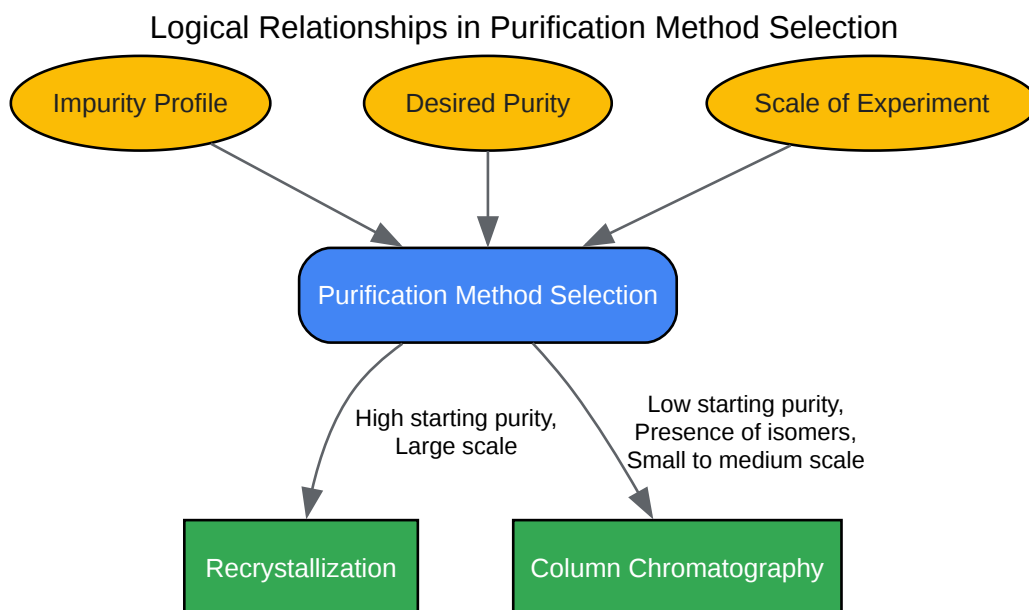 Logical Relationships in Purification Method Selection
Impurity Profile
Desired Purity
Scale of Experiment
Purification Method Selection
High starting purity,
Large scale
Low starting purity,
Presence of isomers,
Small to medium scale
Recrystallization
Column Chromatography